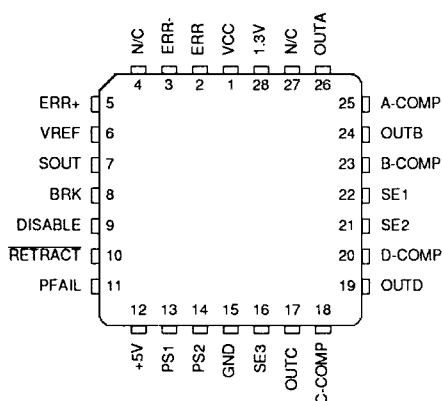 N/C ERR- ERR VCC 1.3V N/C OUTA
4 3 2 1 28 27 26
ERR+ 5 25 A-COMP
VREF 6 24 OUTB
SOUT 7 23 B-COMP
BRK 8 22 SE1
DISABLE 9 21 SE2
RETRACT 10 20 D-COMP
PFAIL 11 19 OUTD
12 13 14 15 16 17 18
+5V PS1 PS2 GND SE3 OUTC C-COMP